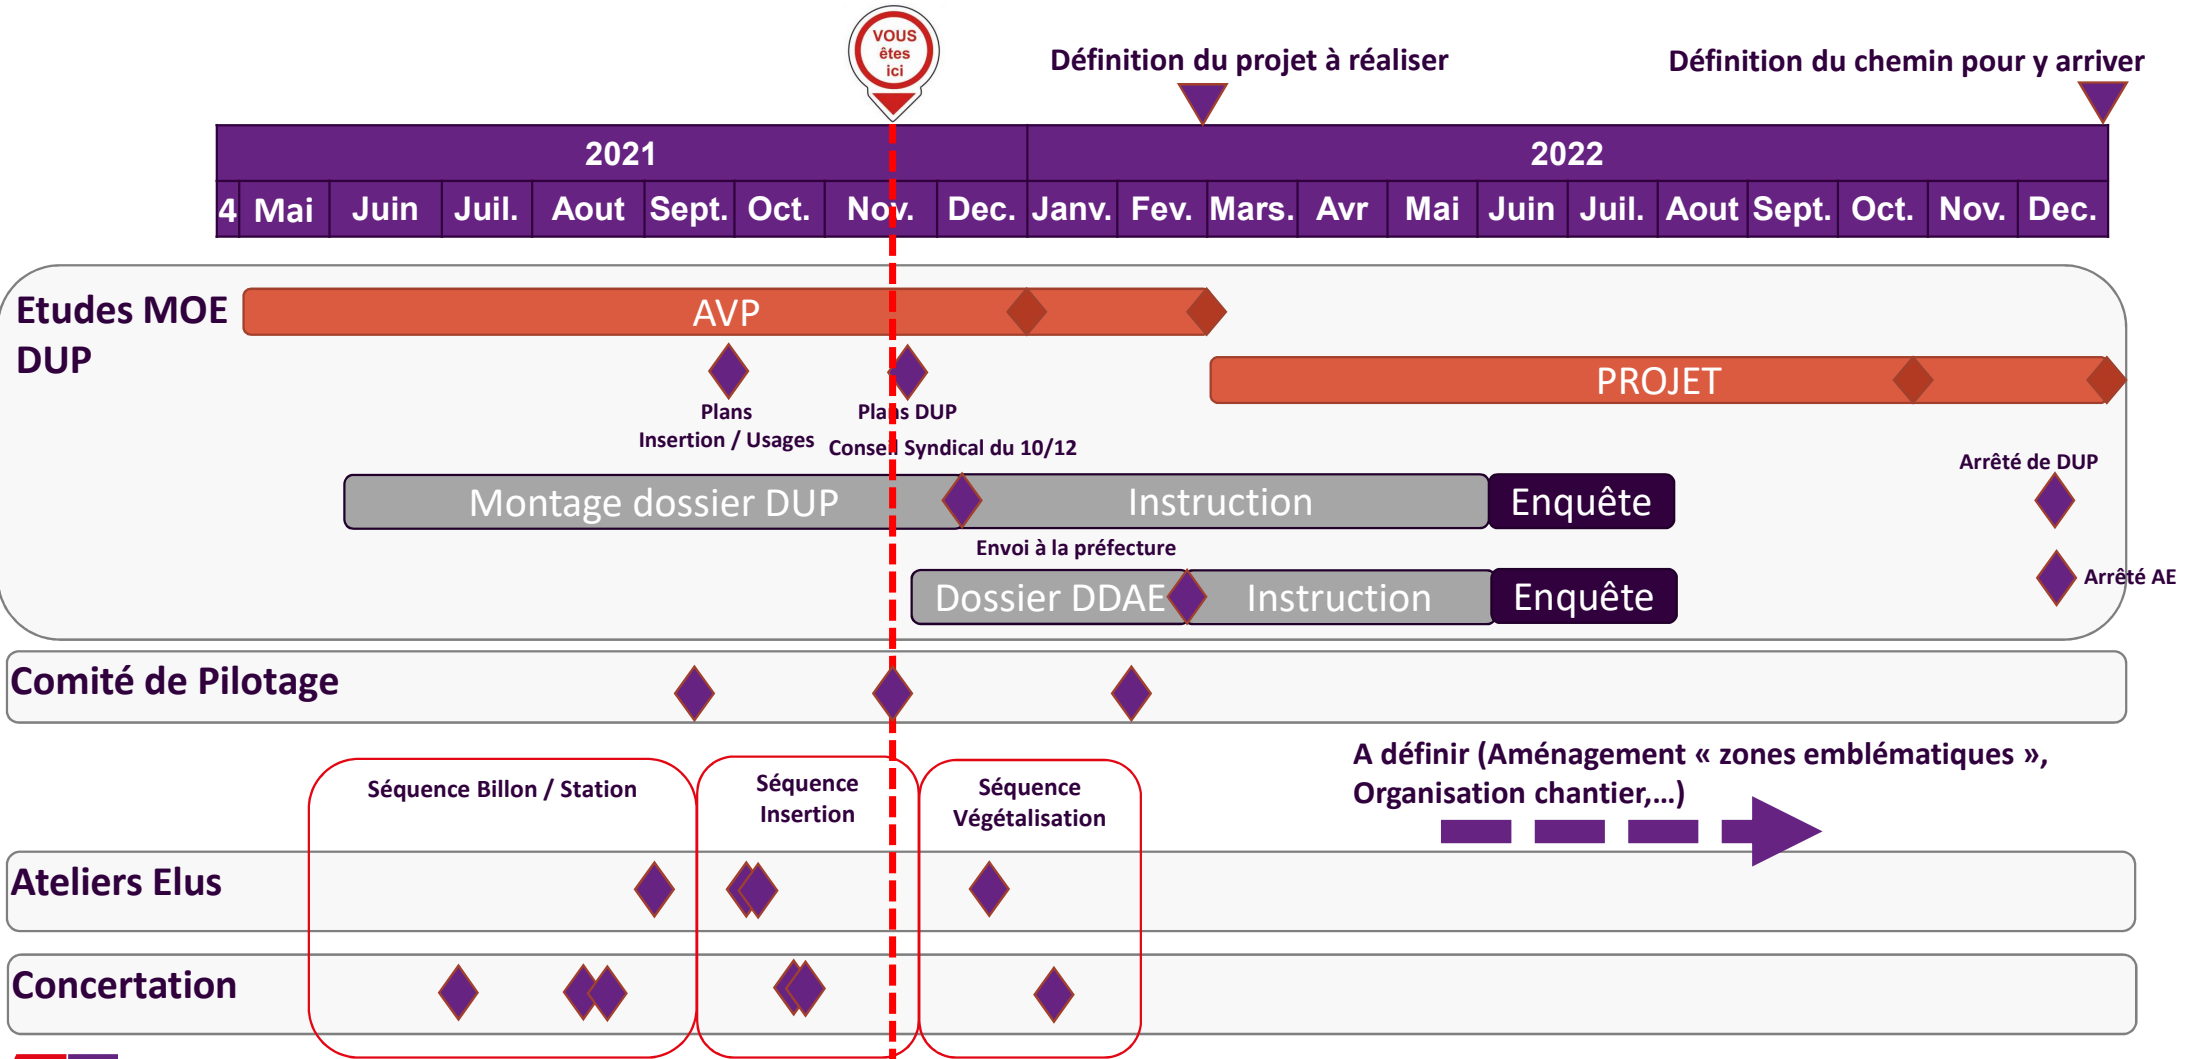 VOUS
êtes
ici
Définition du projet à réaliser
Définition du chemin pour y arriver
2021
2022
4 Mai Juin Juil. Aout Sept. Oct. Nov. Dec. Janv. Fev. Mars. Avr Mai Juin Juil. Aout Sept. Oct. Nov. Dec.
Etudes MOE
DUP
AVP
PROJET
Plans
Insertion / Usages
Plans DUP
Conseil Syndical du 10/12
Arrêté de DUP
Montage dossier DUP
Instruction
Enquête
Envoi à la préfecture
Dossier DDAE
Instruction
Enquête
Arrêté AE
Comité de Pilotage
Séquence Billon / Station
Séquence
Insertion
Séquence
Végétalisation
A définir (Aménagement « zones emblématiques »,
Organisation chantier,...)
Ateliers Elus
Concertation